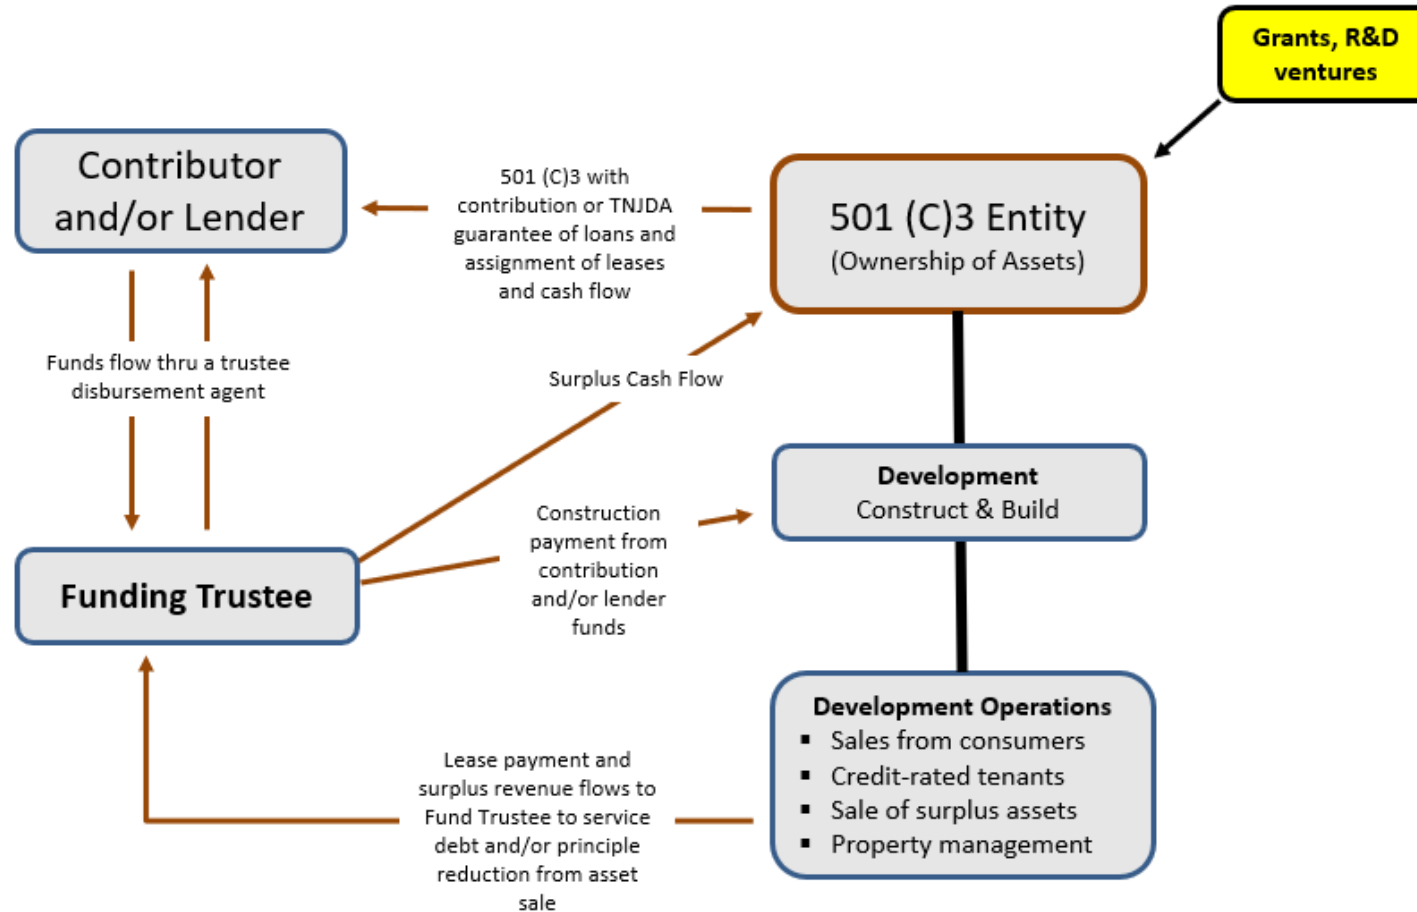 Grants, R&D
ventures
Contributor
and/or Lender
501 (C)3 with
contribution or TNJDA
guarantee of loans and
assignment of leases
and cash flow
501 (C)3 Entity
(Ownership of Assets)
Funds flow thru a trustee
disbursement agent
Surplus Cash Flow
Development
Construct & Build
Construction
payment from
contribution
and/or lender
funds
Funding Trustee
Development Operations
▪ Sales from consumers
▪ Credit-rated tenants
▪ Sale of surplus assets
▪ Property management
Lease payment and
surplus revenue flows to
Fund Trustee to service
debt and/or principle
reduction from asset
sale